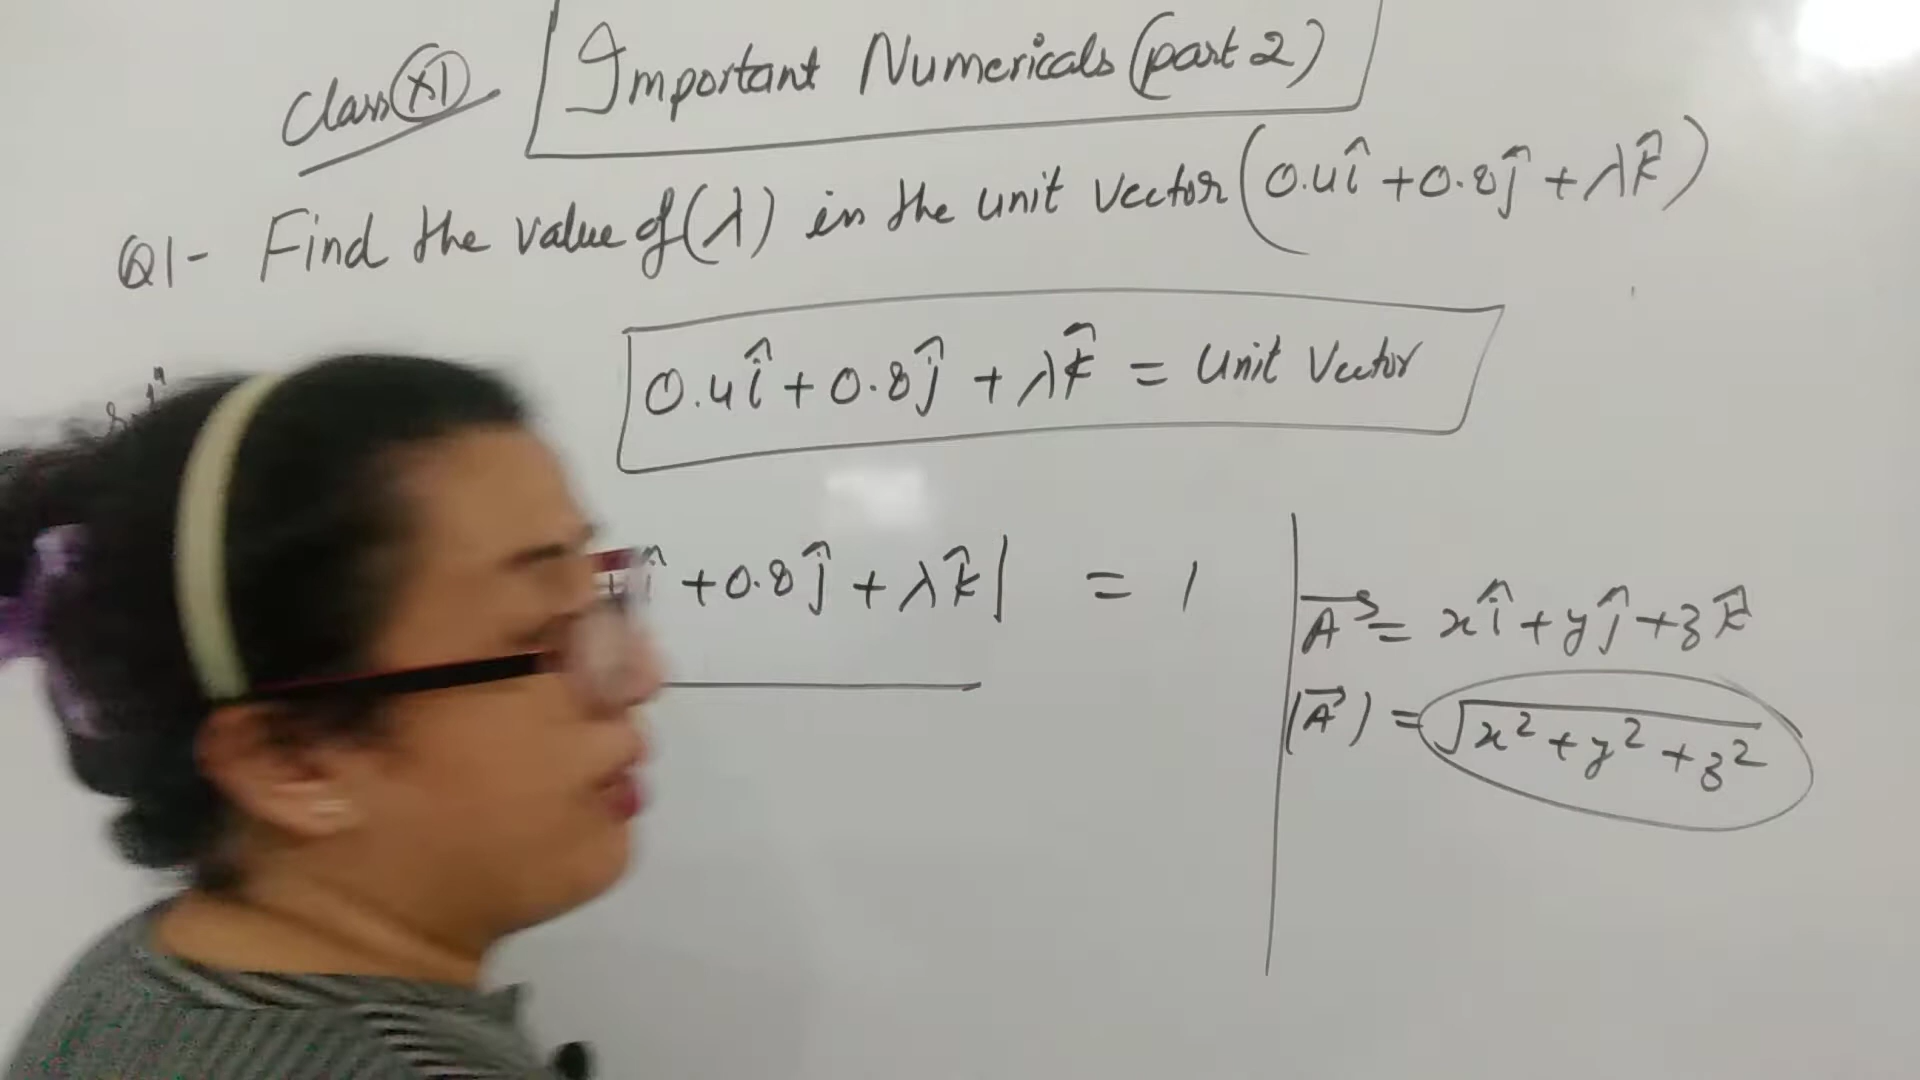 Class XI Important Numericals (part 2)
Q1- Find the value of (λ) in the unit vector (0.4î + 0.8ĵ + λk̂)
0.4î + 0.8ĵ + λk̂ = Unit Vector
î + 0.8ĵ + λk̂| = 1
A⃗ = xî + yĵ + zk̂
|A⃗| = √x² + y² + z²